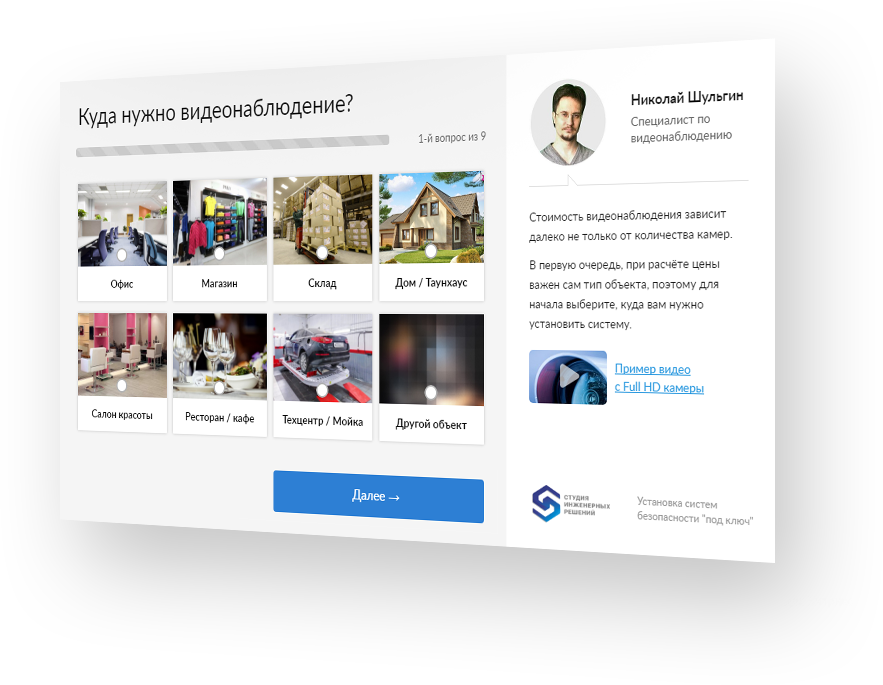 Куда нужно видеонаблюдение?
1-й вопрос из 9
Офис
Магазин
Склад
Дом / Таунхаус
Салон красоты
Ресторан / кафе
Техцентр / Мойка
Другой объект
Далее →
Николай Шульгин
Специалист по
видеонаблюдению
Стоимость видеонаблюдения зависит
далеко не только от количества камер.
В первую очередь, при расчёте цены
важен сам тип объекта, поэтому для
начала выберите, куда вам нужно
установить систему.
Пример видео
с Full HD камеры
СТУДИЯ
ИНЖЕНЕРНЫХ
РЕШЕНИЙ
Установка систем
безопасности "под ключ"